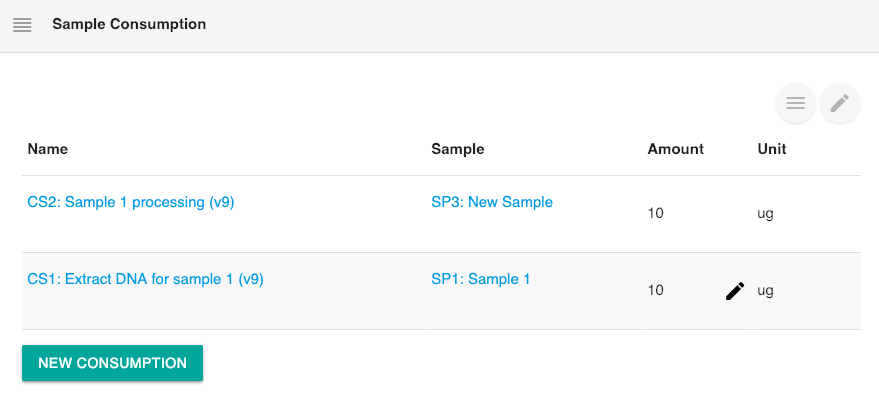 Sample Consumption
Name Sample Amount Unit
CS2: Sample 1 processing (v9) SP3: New Sample 10 ug
CS1: Extract DNA for sample 1 (v9) SP1: Sample 1 10 ug
NEW CONSUMPTION